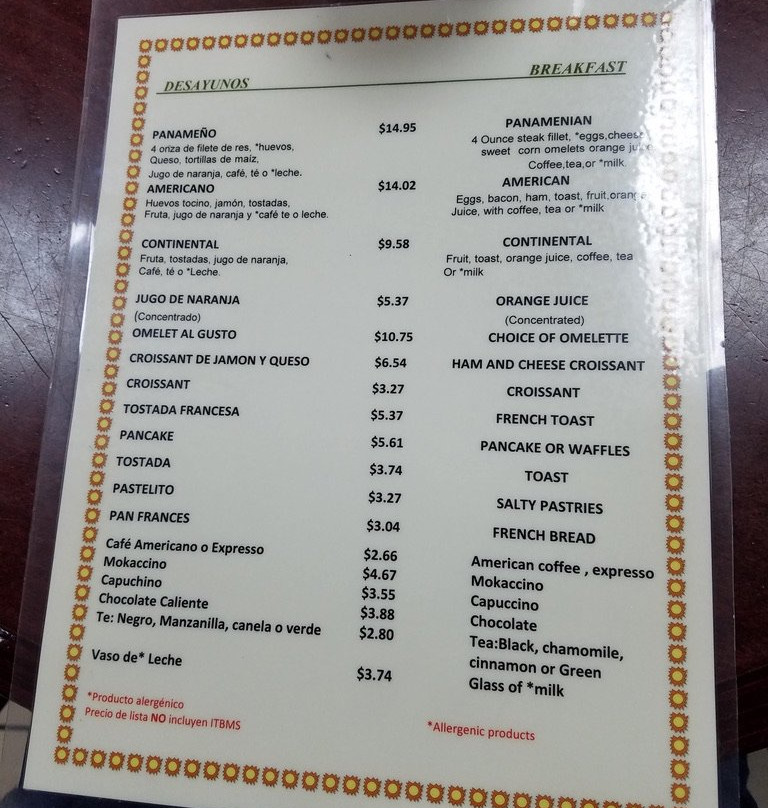 DESAYUNOS BREAKFAST
PANAMEÑO $14.95 PANAMENIAN
4 onza de filete de res, *huevos, 4 Ounce steak fillet, *eggs,cheese
Queso, tortillas de maíz, sweet corn omelets orange juice
Jugo de naranja, café, té o *leche. Coffee,tea,or *milk.
AMERICANO $14.02 AMERICAN
Huevos tocino, jamón, tostadas, Eggs, bacon, ham, toast, fruit,orange
Fruta, jugo de naranja y *café te o leche. Juice, with coffee, tea or *milk
CONTINENTAL $9.58 CONTINENTAL
Fruta, tostadas, jugo de naranja, Fruit, toast, orange juice, coffee, tea
Café, té o *Leche. Or *milk
JUGO DE NARANJA $5.37 ORANGE JUICE
(Concentrado) (Concentrated)
OMELET AL GUSTO $10.75 CHOICE OF OMELETTE
CROISSANT DE JAMON Y QUESO $6.54 HAM AND CHEESE CROISSANT
CROISSANT $3.27 CROISSANT
TOSTADA FRANCESA $5.37 FRENCH TOAST
PANCAKE $5.61 PANCAKE OR WAFFLES
TOSTADA $3.74 TOAST
PASTELITO $3.27 SALTY PASTRIES
PAN FRANCES $3.04 FRENCH BREAD
Café Americano o Expresso $2.66 American coffee , expresso
Mokaccino $4.67 Mokaccino
Capuchino $3.55 Capuccino
Chocolate Caliente $3.88 Chocolate
Te: Negro, Manzanilla, canela o verde $2.80 Tea:Black, chamomile,
cinnamon or Green
Vaso de* Leche $3.74 Glass of *milk
*Producto alergénico *Allergenic products
Precio de lista NO incluyen ITBMS